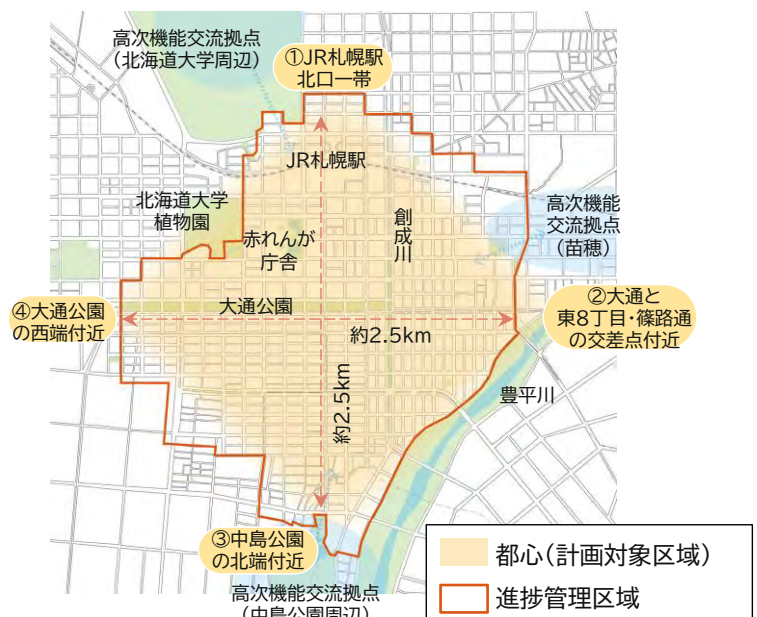 高次機能交流拠点
(北海道大学周辺)
①JR札幌駅
北口一帯
JR札幌駅
北海道大学
植物園
赤れんが
庁舎
創成川
高次機能
交流拠点
(苗穂)
大通公園
④大通公園
の西端付近
②大通と
東8丁目・篠路通
の交差点付近
約2.5km
約2.5km
豊平川
③中島公園
の北端付近
高次機能交流拠点
(中島公園周辺)
都心(計画対象区域)
進捗管理区域